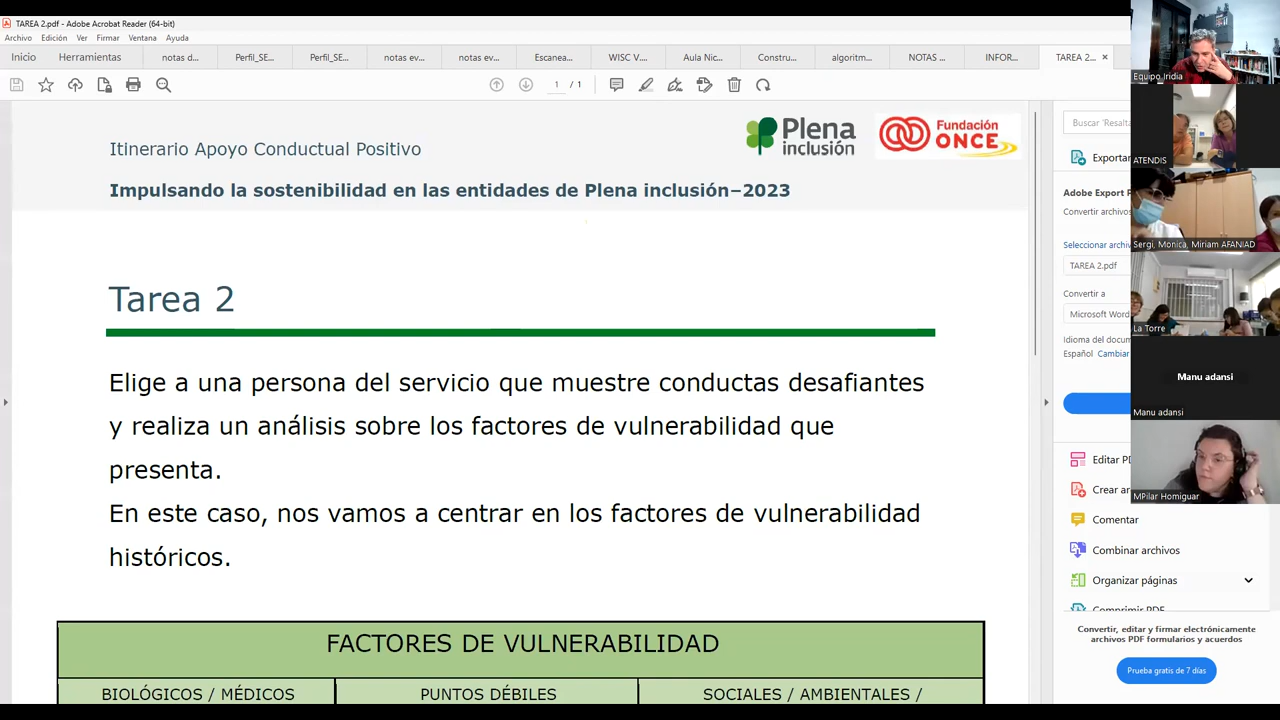 TAREA 2.pdf - Adobe Acrobat Reader (64-bit)
Archivo Edición Ver Firmar Ventana Ayuda
Inicio Herramientas notas d... Perfil_SE... Perfil_SE... notas ev... notas ev... Escanea... WISC V.... Aula Nic... Constru... algoritm... NOTAS ... INFOR... TAREA 2... ×
1 / 1
Plena inclusión
Fundación ONCE
Itinerario Apoyo Conductual Positivo
Impulsando la sostenibilidad en las entidades de Plena inclusión–2023
Tarea 2
Elige a una persona del servicio que muestre conductas desafiantes
y realiza un análisis sobre los factores de vulnerabilidad que
presenta.
En este caso, nos vamos a centrar en los factores de vulnerabilidad
históricos.
FACTORES DE VULNERABILIDAD
BIOLÓGICOS / MÉDICOS PUNTOS DÉBILES SOCIALES / AMBIENTALES /
Buscar 'Resalta
Exportar
Adobe Export P
Convertir archivos
Seleccionar archiv
TAREA 2.pdf
Convertir a
Microsoft Word
Idioma del docum
Español Cambiar
Editar PD
Crear ar
Comentar
Combinar archivos
Organizar páginas
Comprimir PDF
Convertir, editar y firmar electrónicamente
archivos PDF formularios y acuerdos
Prueba gratis de 7 días
Equipo Iridia
ATENDIS
Sergi, Monica, Miriam AFANIAD
La Torre
Manu adansi
Manu adansi
MPilar Homiguar